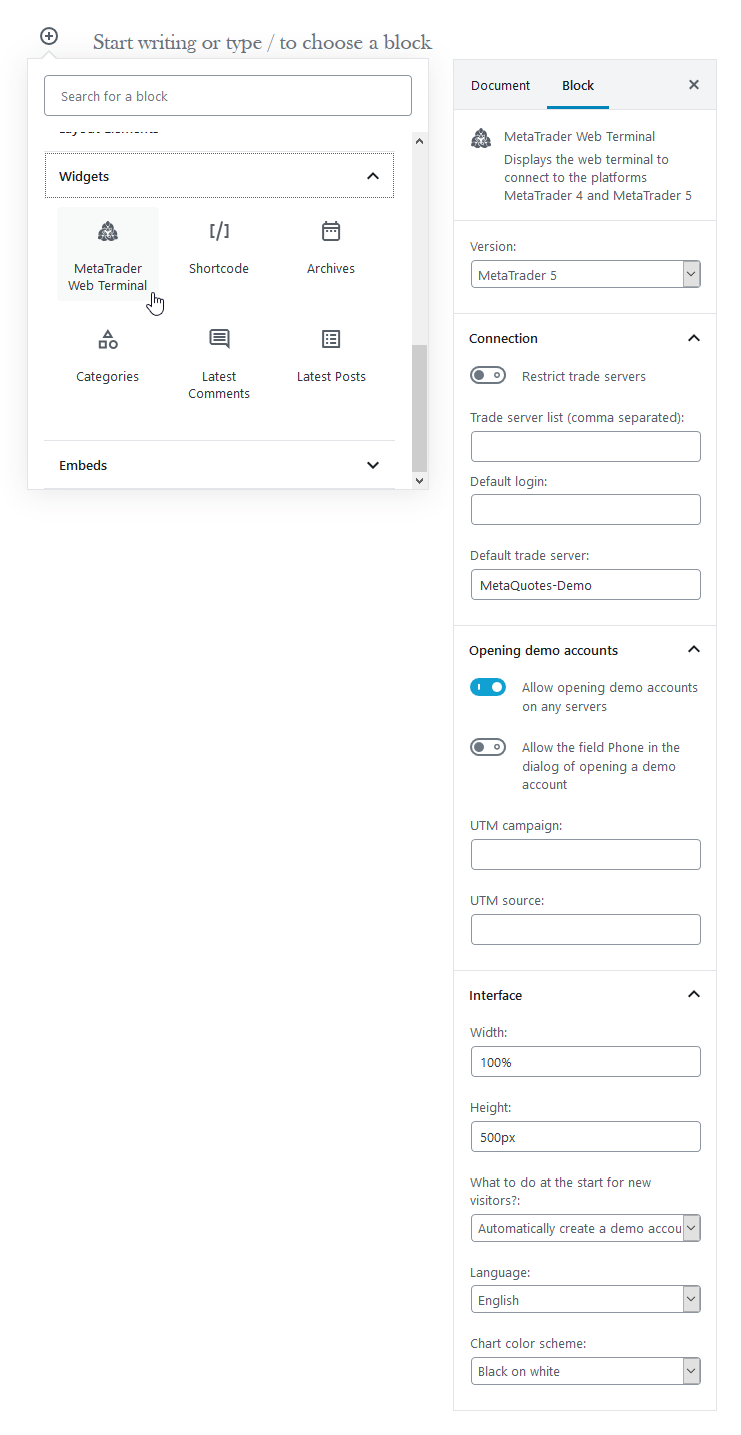 Start writing or type / to choose a block
Search for a block
Layout Elements
Widgets
MetaTrader
Web Terminal
Shortcode
Archives
Categories
Latest
Comments
Latest Posts
Embeds
Document
Block
MetaTrader Web Terminal
Displays the web terminal to
connect to the platforms
MetaTrader 4 and MetaTrader 5
Version:
MetaTrader 5
Connection
Restrict trade servers
Trade server list (comma separated):
Default login:
Default trade server:
MetaQuotes-Demo
Opening demo accounts
Allow opening demo accounts
on any servers
Allow the field Phone in the
dialog of opening a demo
account
UTM campaign:
UTM source:
Interface
Width:
100%
Height:
500px
What to do at the start for new
visitors?:
Automatically create a demo accou
Language:
English
Chart color scheme:
Black on white